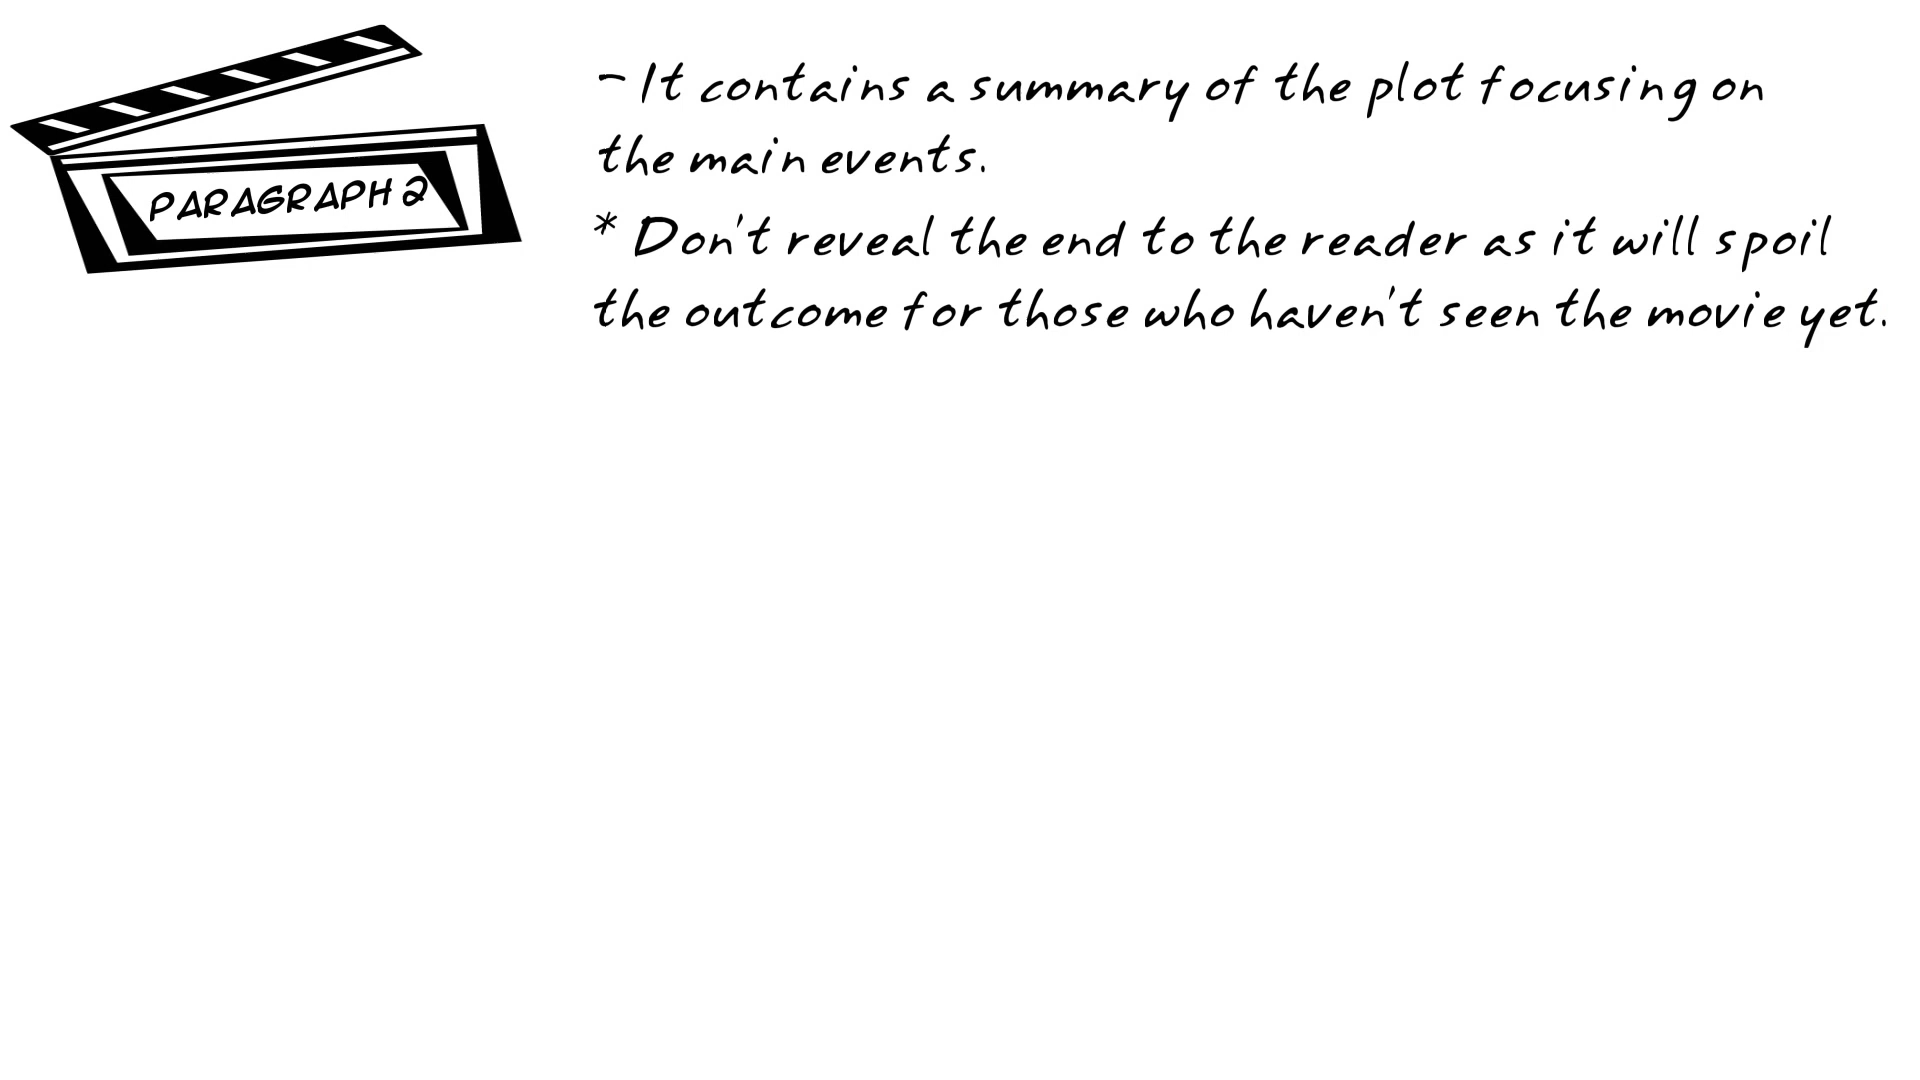 PARAGRAPH 2
- It contains a summary of the plot focusing on
the main events.
* Don't reveal the end to the reader as it will spoil
the outcome for those who haven't seen the movie yet.